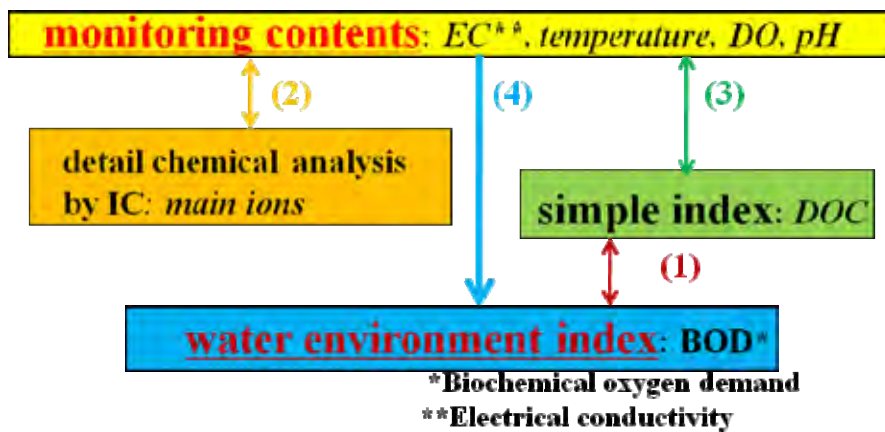 monitoring contents: EC**, temperature, DO, pH
(2)
(4)
(3)
detail chemical analysis
by IC: main ions
simple index: DOC
(1)
water environment index: BOD*
*Biochemical oxygen demand
**Electrical conductivity